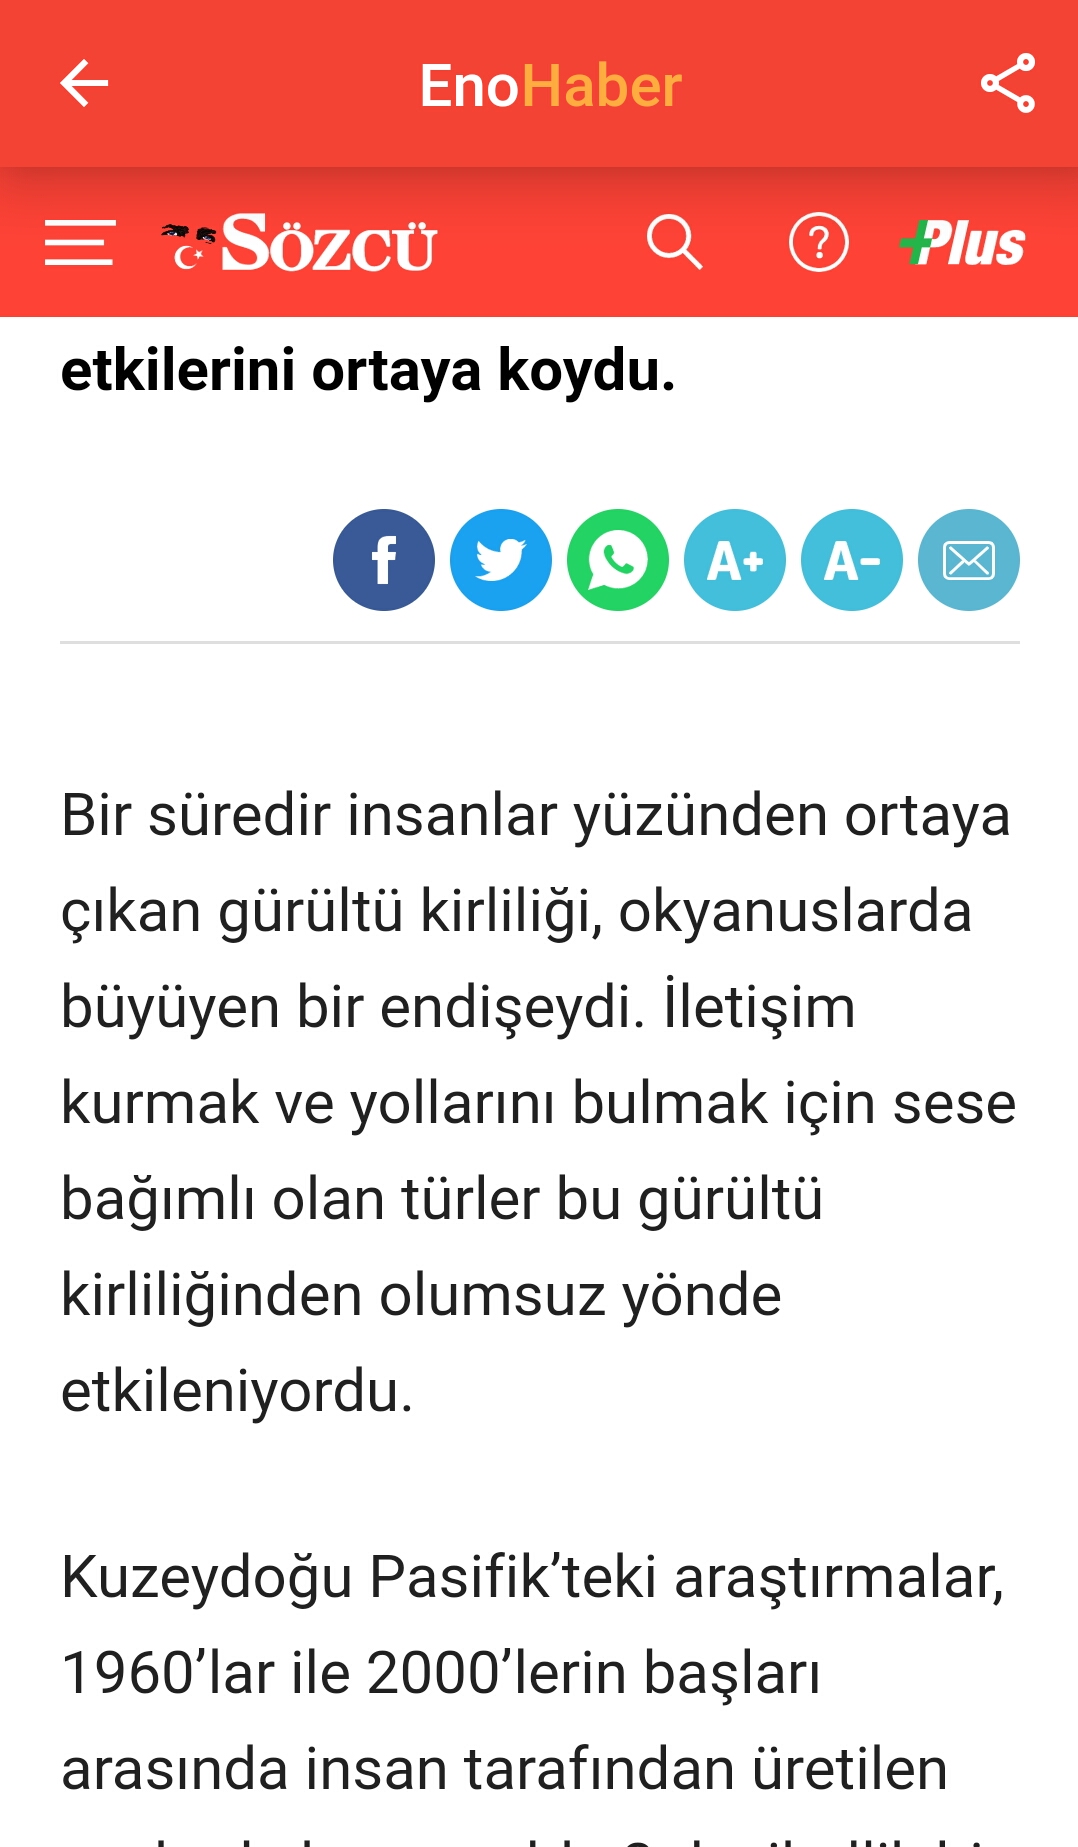 EnoHaber
SÖZCÜ
?
+Plus
etkilerini ortaya koydu.
f
A+
A-
Bir süredir insanlar yüzünden ortaya
çıkan gürültü kirliliği, okyanuslarda
büyüyen bir endişeydi. İletişim
kurmak ve yollarını bulmak için sese
bağımlı olan türler bu gürültü
kirliliğinden olumsuz yönde
etkileniyordu.
Kuzeydoğu Pasifik’teki araştırmalar,
1960’lar ile 2000’lerin başları
arasında insan tarafından üretilen